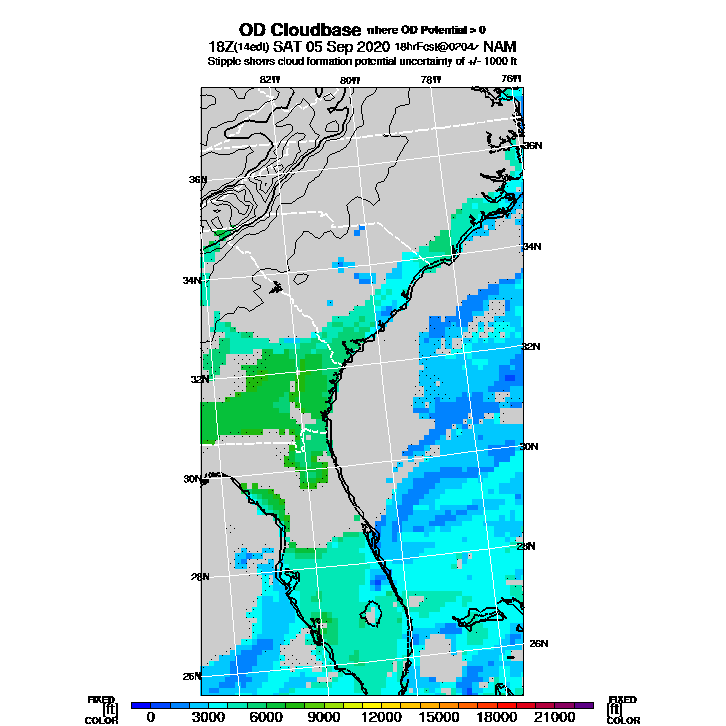 OD Cloudbase where OD Potential > 0
18Z(14edt) SAT 05 Sep 2020 18hrFcst@0204z NAM
Stipple shows cloud formation potential uncertainty of +/- 1000 ft
82W 80W 78W 76W
36N
36N
34N
34N
32N
32N
30N
30N
28N
28N
26N
26N
FIXED FIXED
[ft] [ft]
COLOR 0 3000 6000 9000 12000 15000 18000 21000 COLOR